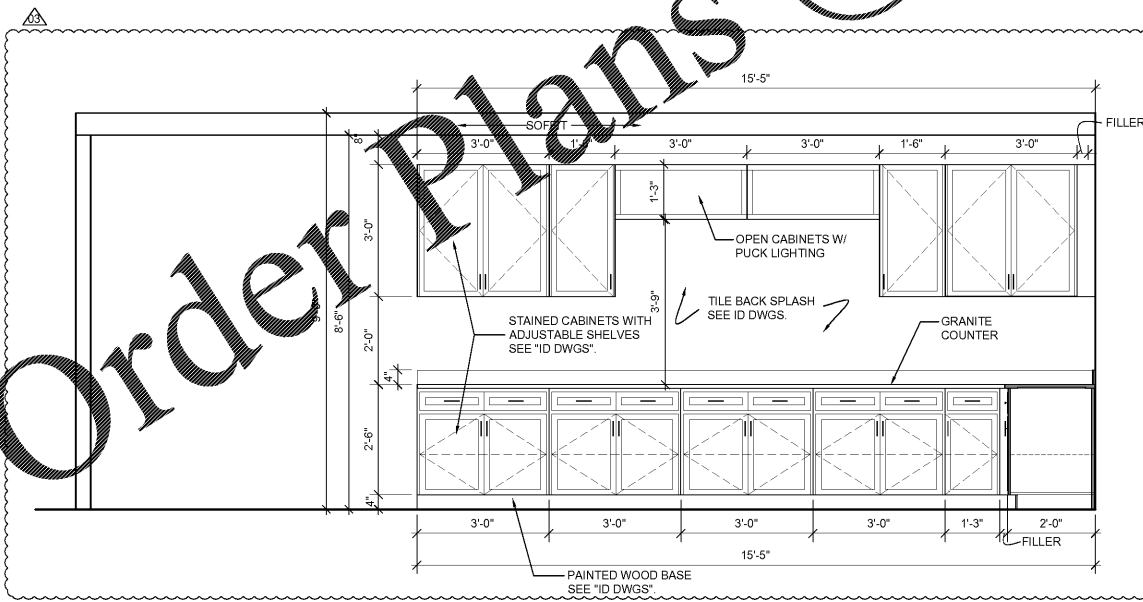 03
Order Plans
15'-5"
SOFFIT
FILLER
8"
3'-0"
3'-0"
3'-0"
1'-6"
3'-0"
1'-3"
3'-0"
OPEN CABINETS W/
PUCK LIGHTING
8'-6"
3'-9"
TILE BACK SPLASH
SEE ID DWGS.
STAINED CABINETS WITH
ADJUSTABLE SHELVES
SEE "ID DWGS".
GRANITE
COUNTER
2'-0"
4"
2'-6"
4"
3'-0"
3'-0"
3'-0"
3'-0"
1'-3"
2'-0"
FILLER
15'-5"
PAINTED WOOD BASE
SEE "ID DWGS".